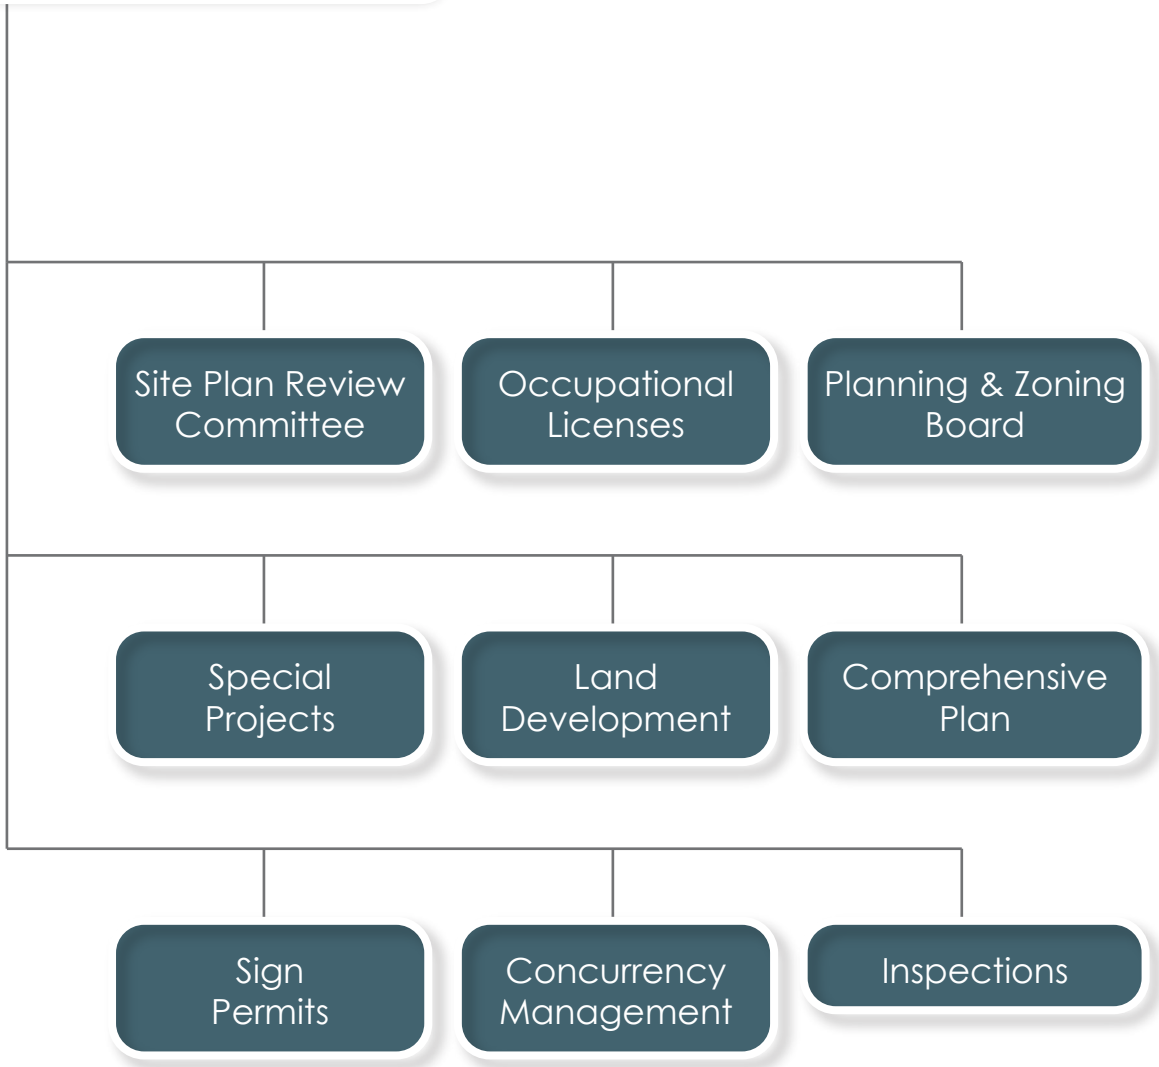 Site Plan Review
Committee
Occupational
Licenses
Planning & Zoning
Board
Special
Projects
Land
Development
Comprehensive
Plan
Sign
Permits
Concurrency
Management
Inspections